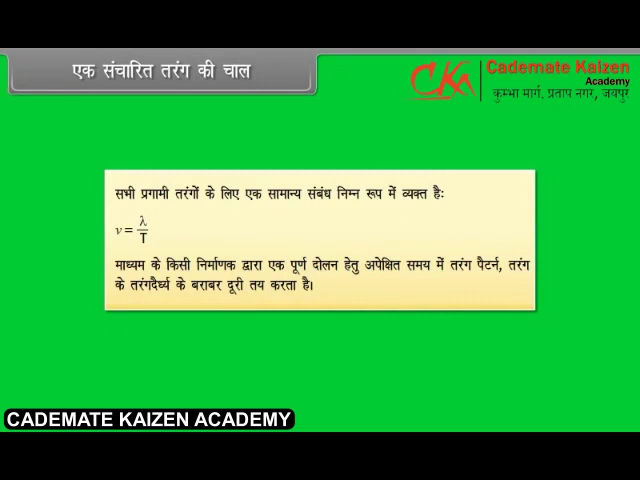 एक संचारित तरंग की चाल
CKA
Cademate Kaizen
Academy
कुम्भा मार्ग, प्रताप नगर, जयपुर
सभी प्रगामी तरंगों के लिए एक सामान्य संबंध निम्न रूप में व्यक्त है:
v = λ/T
माध्यम के किसी निर्माणक द्वारा एक पूर्ण दोलन हेतु अपेक्षित समय में तरंग पैटर्न, तरंग
के तरंगदैर्ध्य के बराबर दूरी तय करता है।
CADEMATE KAIZEN ACADEMY